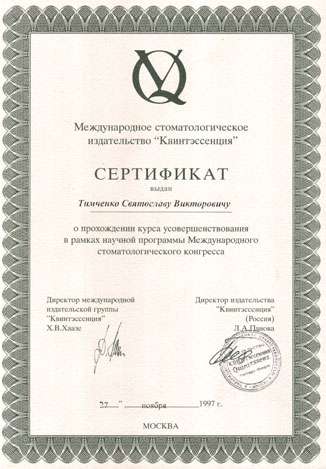 Международное стоматологическое
издательство "Квинтэссенция"
СЕРТИФИКАТ
выдан
Тимченко Святославу Викторовичу
о прохождении курса усовершенствования
в рамках научной программы Международного
стоматологического конгресса
Директор международной
издательской группы
"Квинтэссенция"
Х.В.Хаазе
Директор издательства
"Квинтэссенция"
(Россия)
Л.А.Панова
"27" ноября 1997 г.
МОСКВА